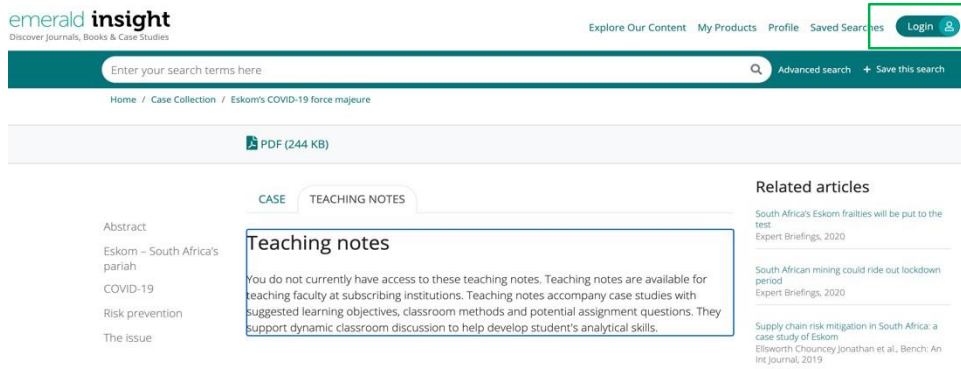 emerald insight
Discover Journals, Books & Case Studies
Explore Our Content My Products Profile Saved Searches Login
Enter your search terms here
Advanced search + Save this search
Home / Case Collection / Eskom's COVID-19 force majeure
PDF (244 KB)
CASE TEACHING NOTES
Abstract
Eskom – South Africa's
pariah
COVID-19
Risk prevention
The Issue
Teaching notes
You do not currently have access to these teaching notes. Teaching notes are available for
teaching faculty at subscribing institutions. Teaching notes accompany case studies with
suggested learning objectives, classroom methods and potential assignment questions. They
support dynamic classroom discussion to help develop student's analytical skills.
Related articles
South Africa's Eskom frailties will be put to the
test
Expert Briefings, 2020
South African mining could ride out lockdown
period
Expert Briefings, 2020
Supply chain risk mitigation in South Africa: a
case study of Eskom
Ellsworth Chouncey Jonathan et al., Bench: An
Int Journal, 2019